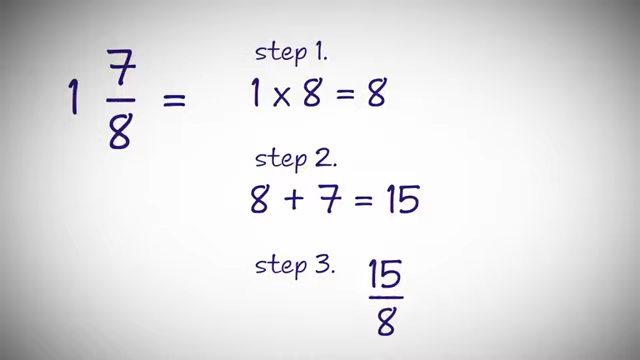 1 7/8 =
step 1.
1 x 8 = 8
step 2.
8 + 7 = 15
step 3.
15/8